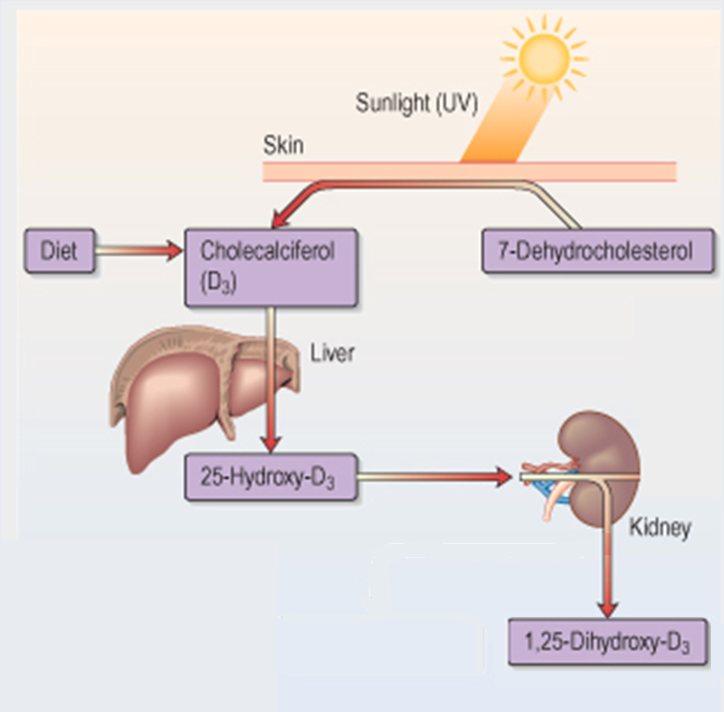 Sunlight (UV)
Skin
Diet
Cholecalciferol
(D₃)
7-Dehydrocholesterol
Liver
25-Hydroxy-D₃
Kidney
1,25-Dihydroxy-D₃